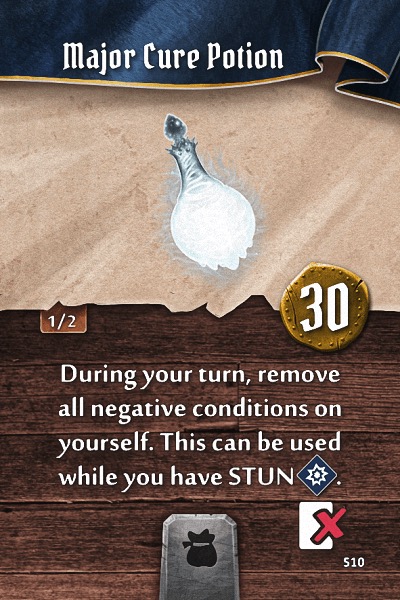 Major Cure Potion
30
1/2
During your turn, remove
all negative conditions on
yourself. This can be used
while you have STUN.
510